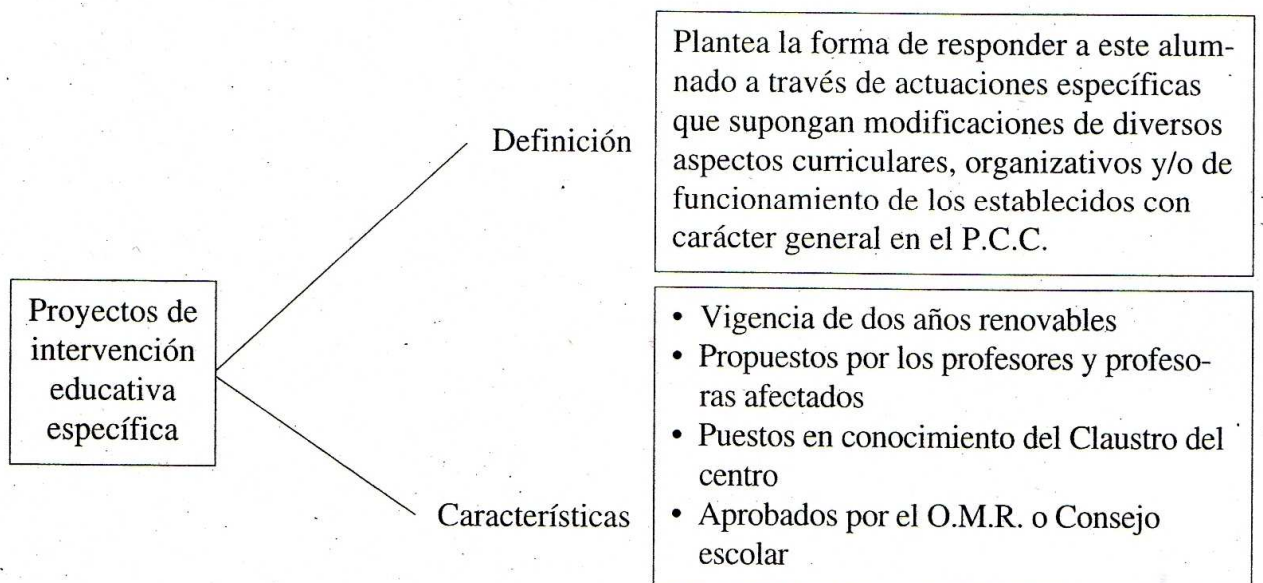 Plantea la forma de responder a este alum-
nado a través de actuaciones específicas
que supongan modificaciones de diversos
aspectos curriculares, organizativos y/o de
funcionamiento de los establecidos con
carácter general en el P.C.C.
Definición
Proyectos de
intervención
educativa
específica
• Vigencia de dos años renovables
• Propuestos por los profesores y profeso-
ras afectados
• Puestos en conocimiento del Claustro del
centro
• Aprobados por el O.M.R. o Consejo
escolar
Características